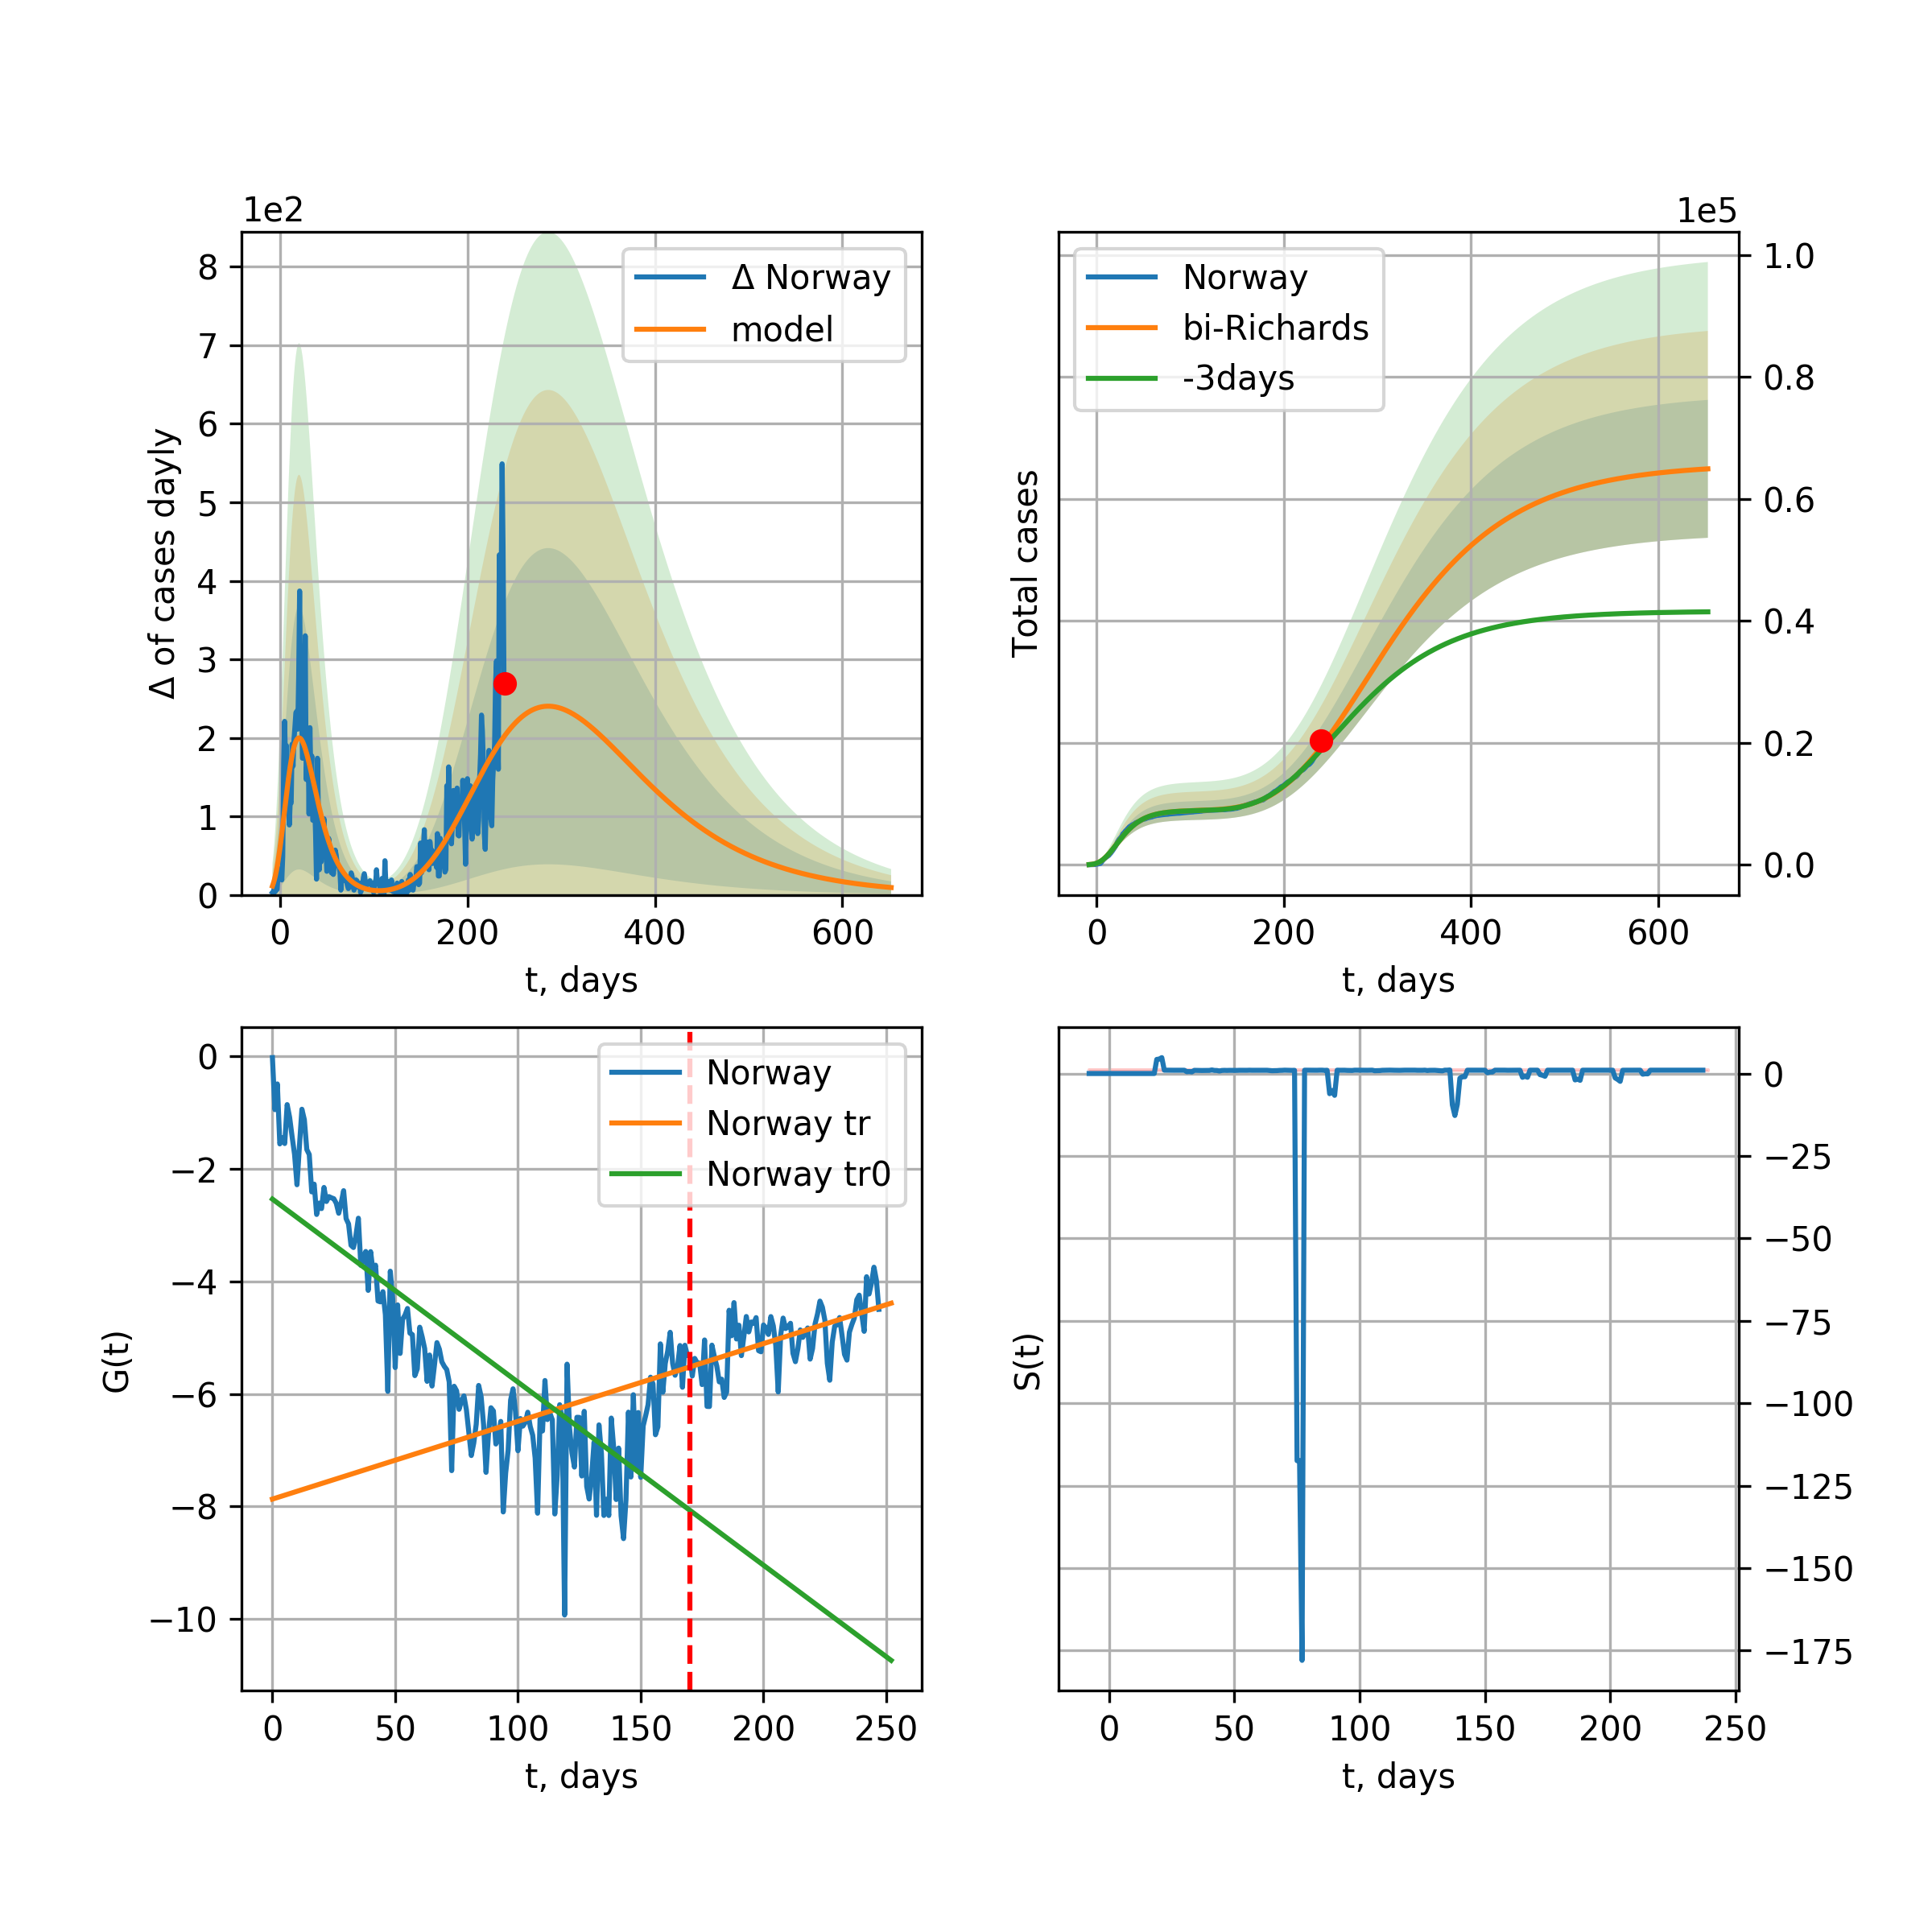 1e2
Δ of cases dayly
8
7
6
5
4
3
2
1
0
Δ Norway
model
0 200 400 600
t, days
1e5
Total cases
Norway
bi-Richards
-3days
1.0
0.8
0.6
0.4
0.2
0.0
0 200 400 600
t, days
G(t)
0
−2
−4
−6
−8
−10
Norway
Norway tr
Norway tr0
0 50 100 150 200 250
t, days
S(t)
0
−25
−50
−75
−100
−125
−150
−175
0 50 100 150 200 250
t, days